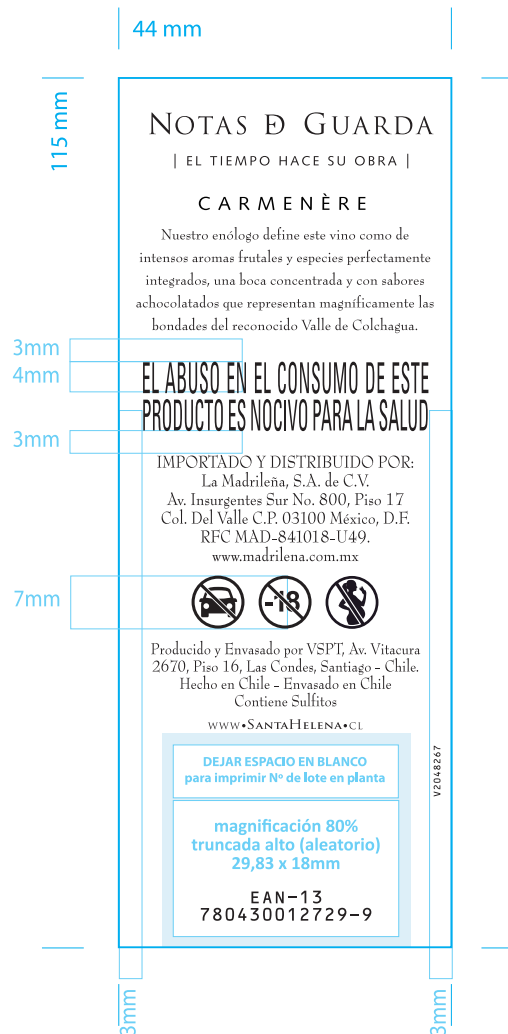 44 mm
115 mm
NOTAS DE GUARDA
| EL TIEMPO HACE SU OBRA |
CARMENÈRE
Nuestro enólogo define este vino como de
intensos aromas frutales y especies perfectamente
integrados, una boca concentrada y con sabores
achocolatados que representan magníficamente las
bondades del reconocido Valle de Colchagua.
3mm
4mm
EL ABUSO EN EL CONSUMO DE ESTE
PRODUCTO ES NOCIVO PARA LA SALUD
3mm
IMPORTADO Y DISTRIBUIDO POR:
La Madrileña, S.A. de C.V.
Av. Insurgentes Sur No. 800, Piso 17
Col. Del Valle C.P. 03100 México, D.F.
RFC MAD-841018-U49.
www.madrilena.com.mx
7mm
-18
Producido y Envasado por VSPT, Av. Vitacura
2670, Piso 16, Las Condes, Santiago - Chile.
Hecho en Chile - Envasado en Chile
Contiene Sulfitos
WWW•SANTAHELENA•CL
DEJAR ESPACIO EN BLANCO
para imprimir Nº de lote en planta
V2048267
magnificación 80%
truncada alto (aleatorio)
29,83 x 18mm
EAN-13
780430012729-9
3mm
3mm